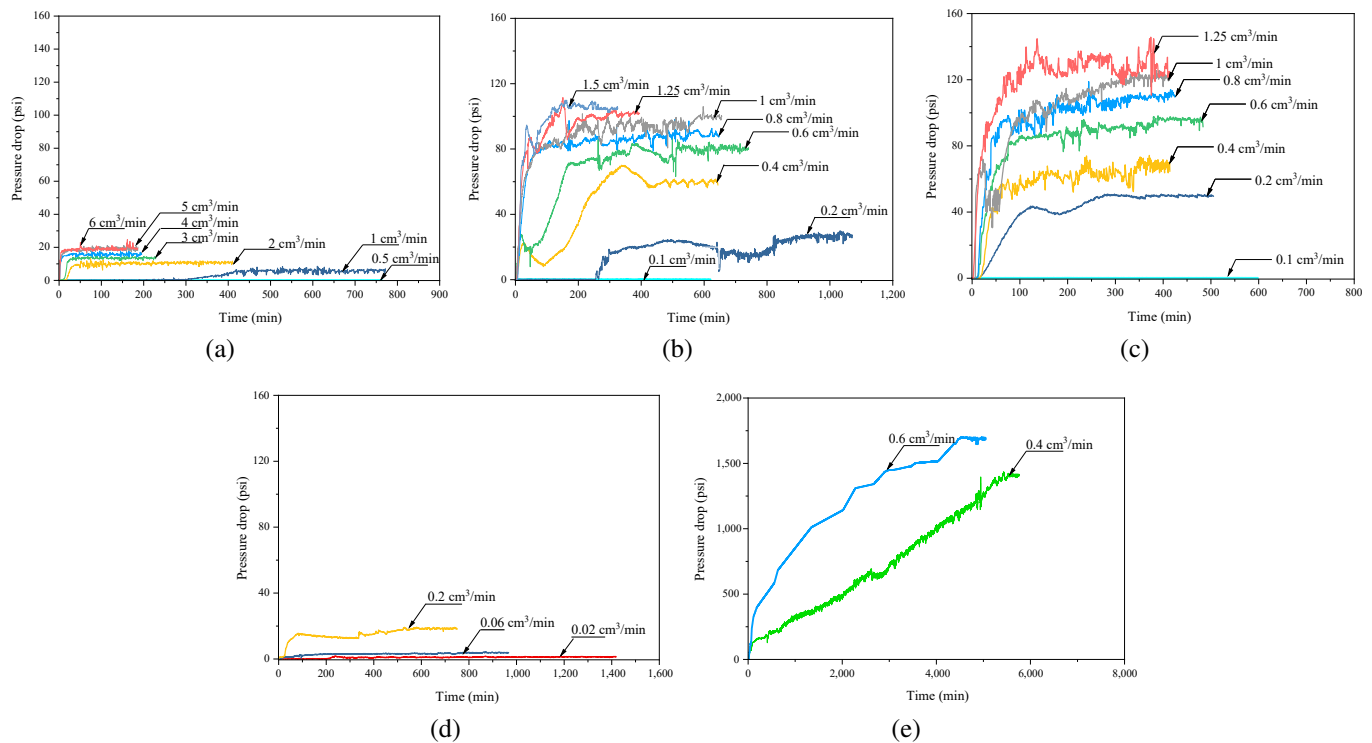 160
140
120
100
80
60
40
20
0
Pressure drop (psi)
6 cm³/min
5 cm³/min
4 cm³/min
3 cm³/min
2 cm³/min
1 cm³/min
0.5 cm³/min
0 100 200 300 400 500 600 700 800 900
Time (min)
(a)
160
120
80
40
0
Pressure drop (psi)
1.5 cm³/min
1.25 cm³/min
1 cm³/min
0.8 cm³/min
0.6 cm³/min
0.4 cm³/min
0.2 cm³/min
0.1 cm³/min
0 200 400 600 800 1,000 1,200
Time (min)
(b)
160
120
80
40
0
Pressure drop (psi)
1.25 cm³/min
1 cm³/min
0.8 cm³/min
0.6 cm³/min
0.4 cm³/min
0.2 cm³/min
0.1 cm³/min
0 100 200 300 400 500 600 700 800
Time (min)
(c)
160
120
80
40
0
Pressure drop (psi)
0.2 cm³/min
0.06 cm³/min
0.02 cm³/min
0 200 400 600 800 1,000 1,200 1,400 1,600
Time (min)
(d)
2,000
1,500
1,000
500
0
Pressure drop (psi)
0.6 cm³/min
0.4 cm³/min
0 2,000 4,000 6,000 8,000
Time (min)
(e)